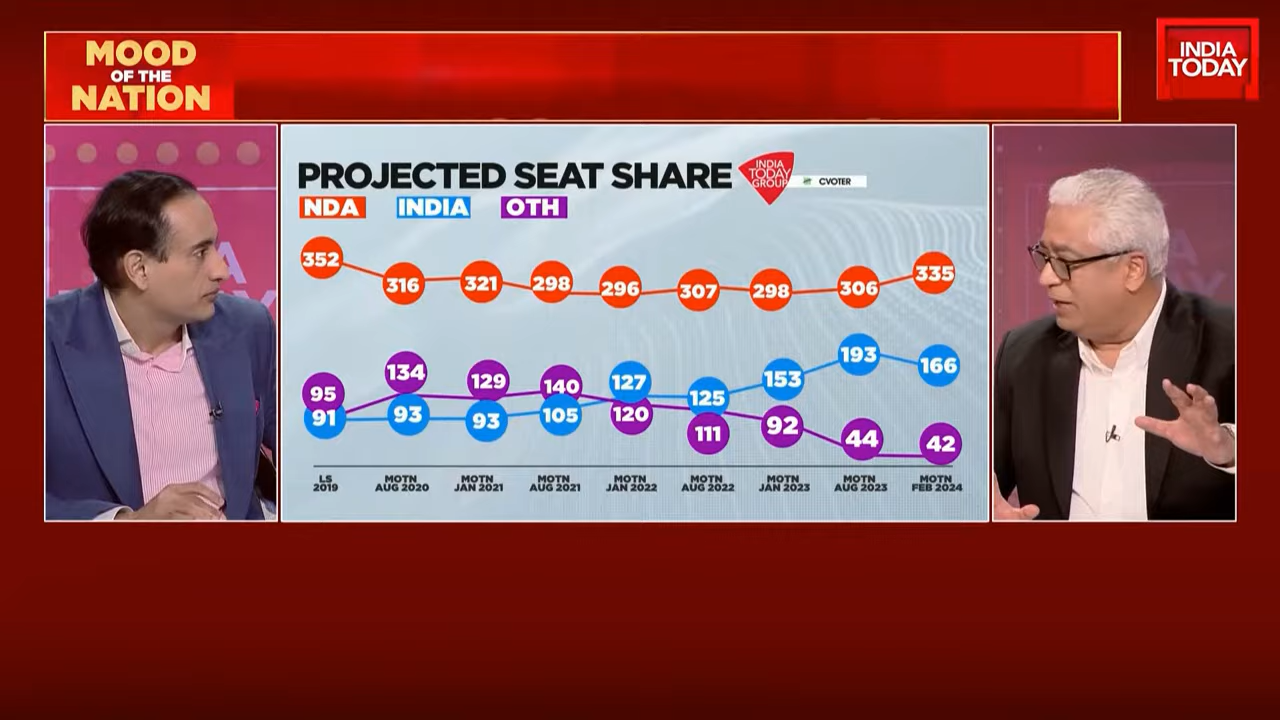 MOOD
OF THE
NATION
INDIA
TODAY
PROJECTED SEAT SHARE
INDIA
TODAY
GROUP
CVOTER
NDA INDIA OTH
352 316 321 298 296 307 298 306 335
95 134 129 140 127 125 153 193 166
91 93 93 105 120 111 92 44 42
LS
2019
MOTN
AUG 2020
MOTN
JAN 2021
MOTN
AUG 2021
MOTN
JAN 2022
MOTN
AUG 2022
MOTN
JAN 2023
MOTN
AUG 2023
MOTN
FEB 2024